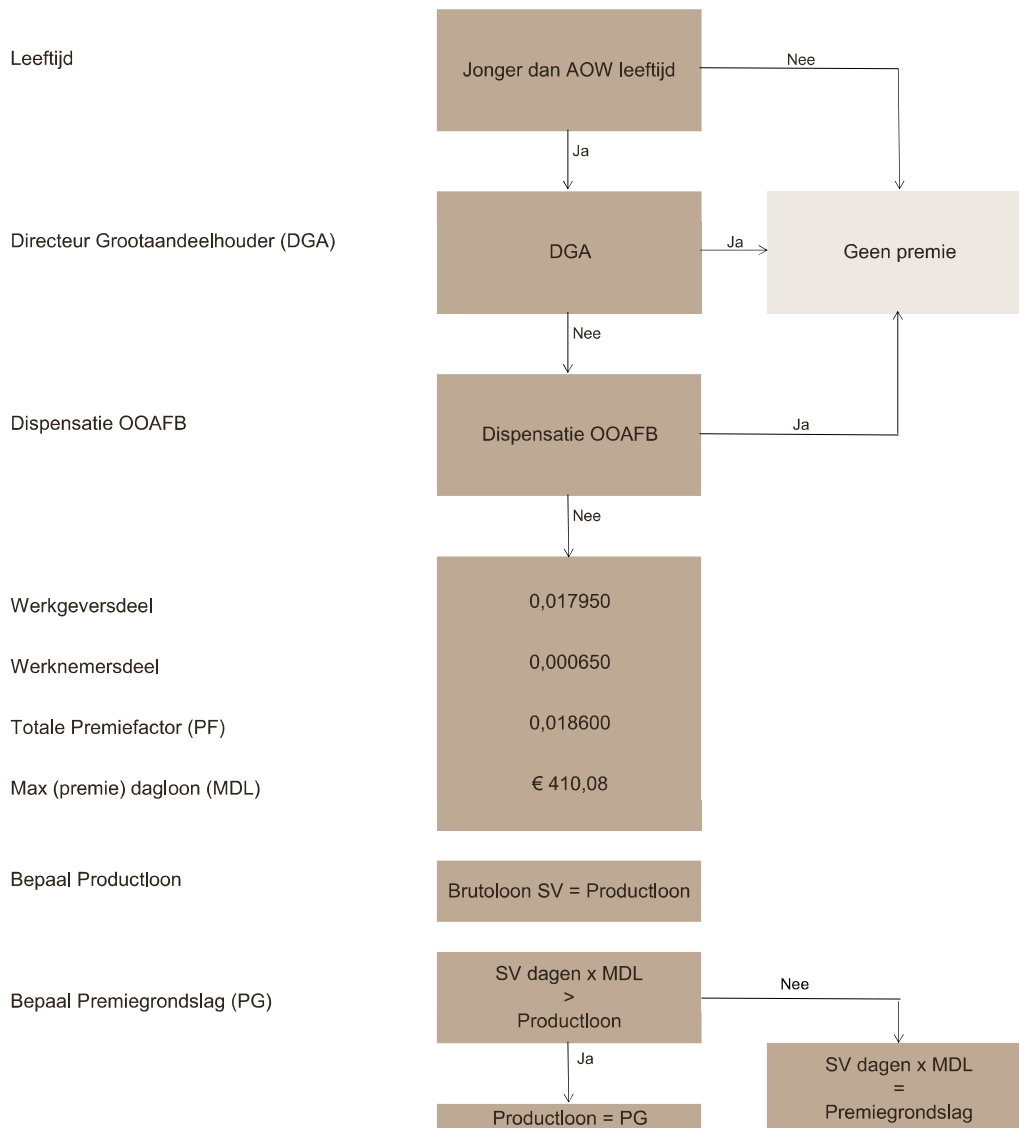 Leeftijd
Jonger dan AOW leeftijd
Nee
Ja
Directeur Grootaandeelhouder (DGA)
DGA
Ja
Geen premie
Nee
Dispensatie OOAFB
Dispensatie OOAFB
Ja
Nee
Werkgeversdeel
0,017950
Werknemersdeel
0,000650
Totale Premiefactor (PF)
0,018600
Max (premie) dagloon (MDL)
€ 410,08
Bepaal Productloon
Brutoloon SV = Productloon
Bepaal Premiegrondslag (PG)
SV dagen x MDL
>
Productloon
Nee
Ja
SV dagen x MDL
=
Premiegrondslag
Productloon = PG